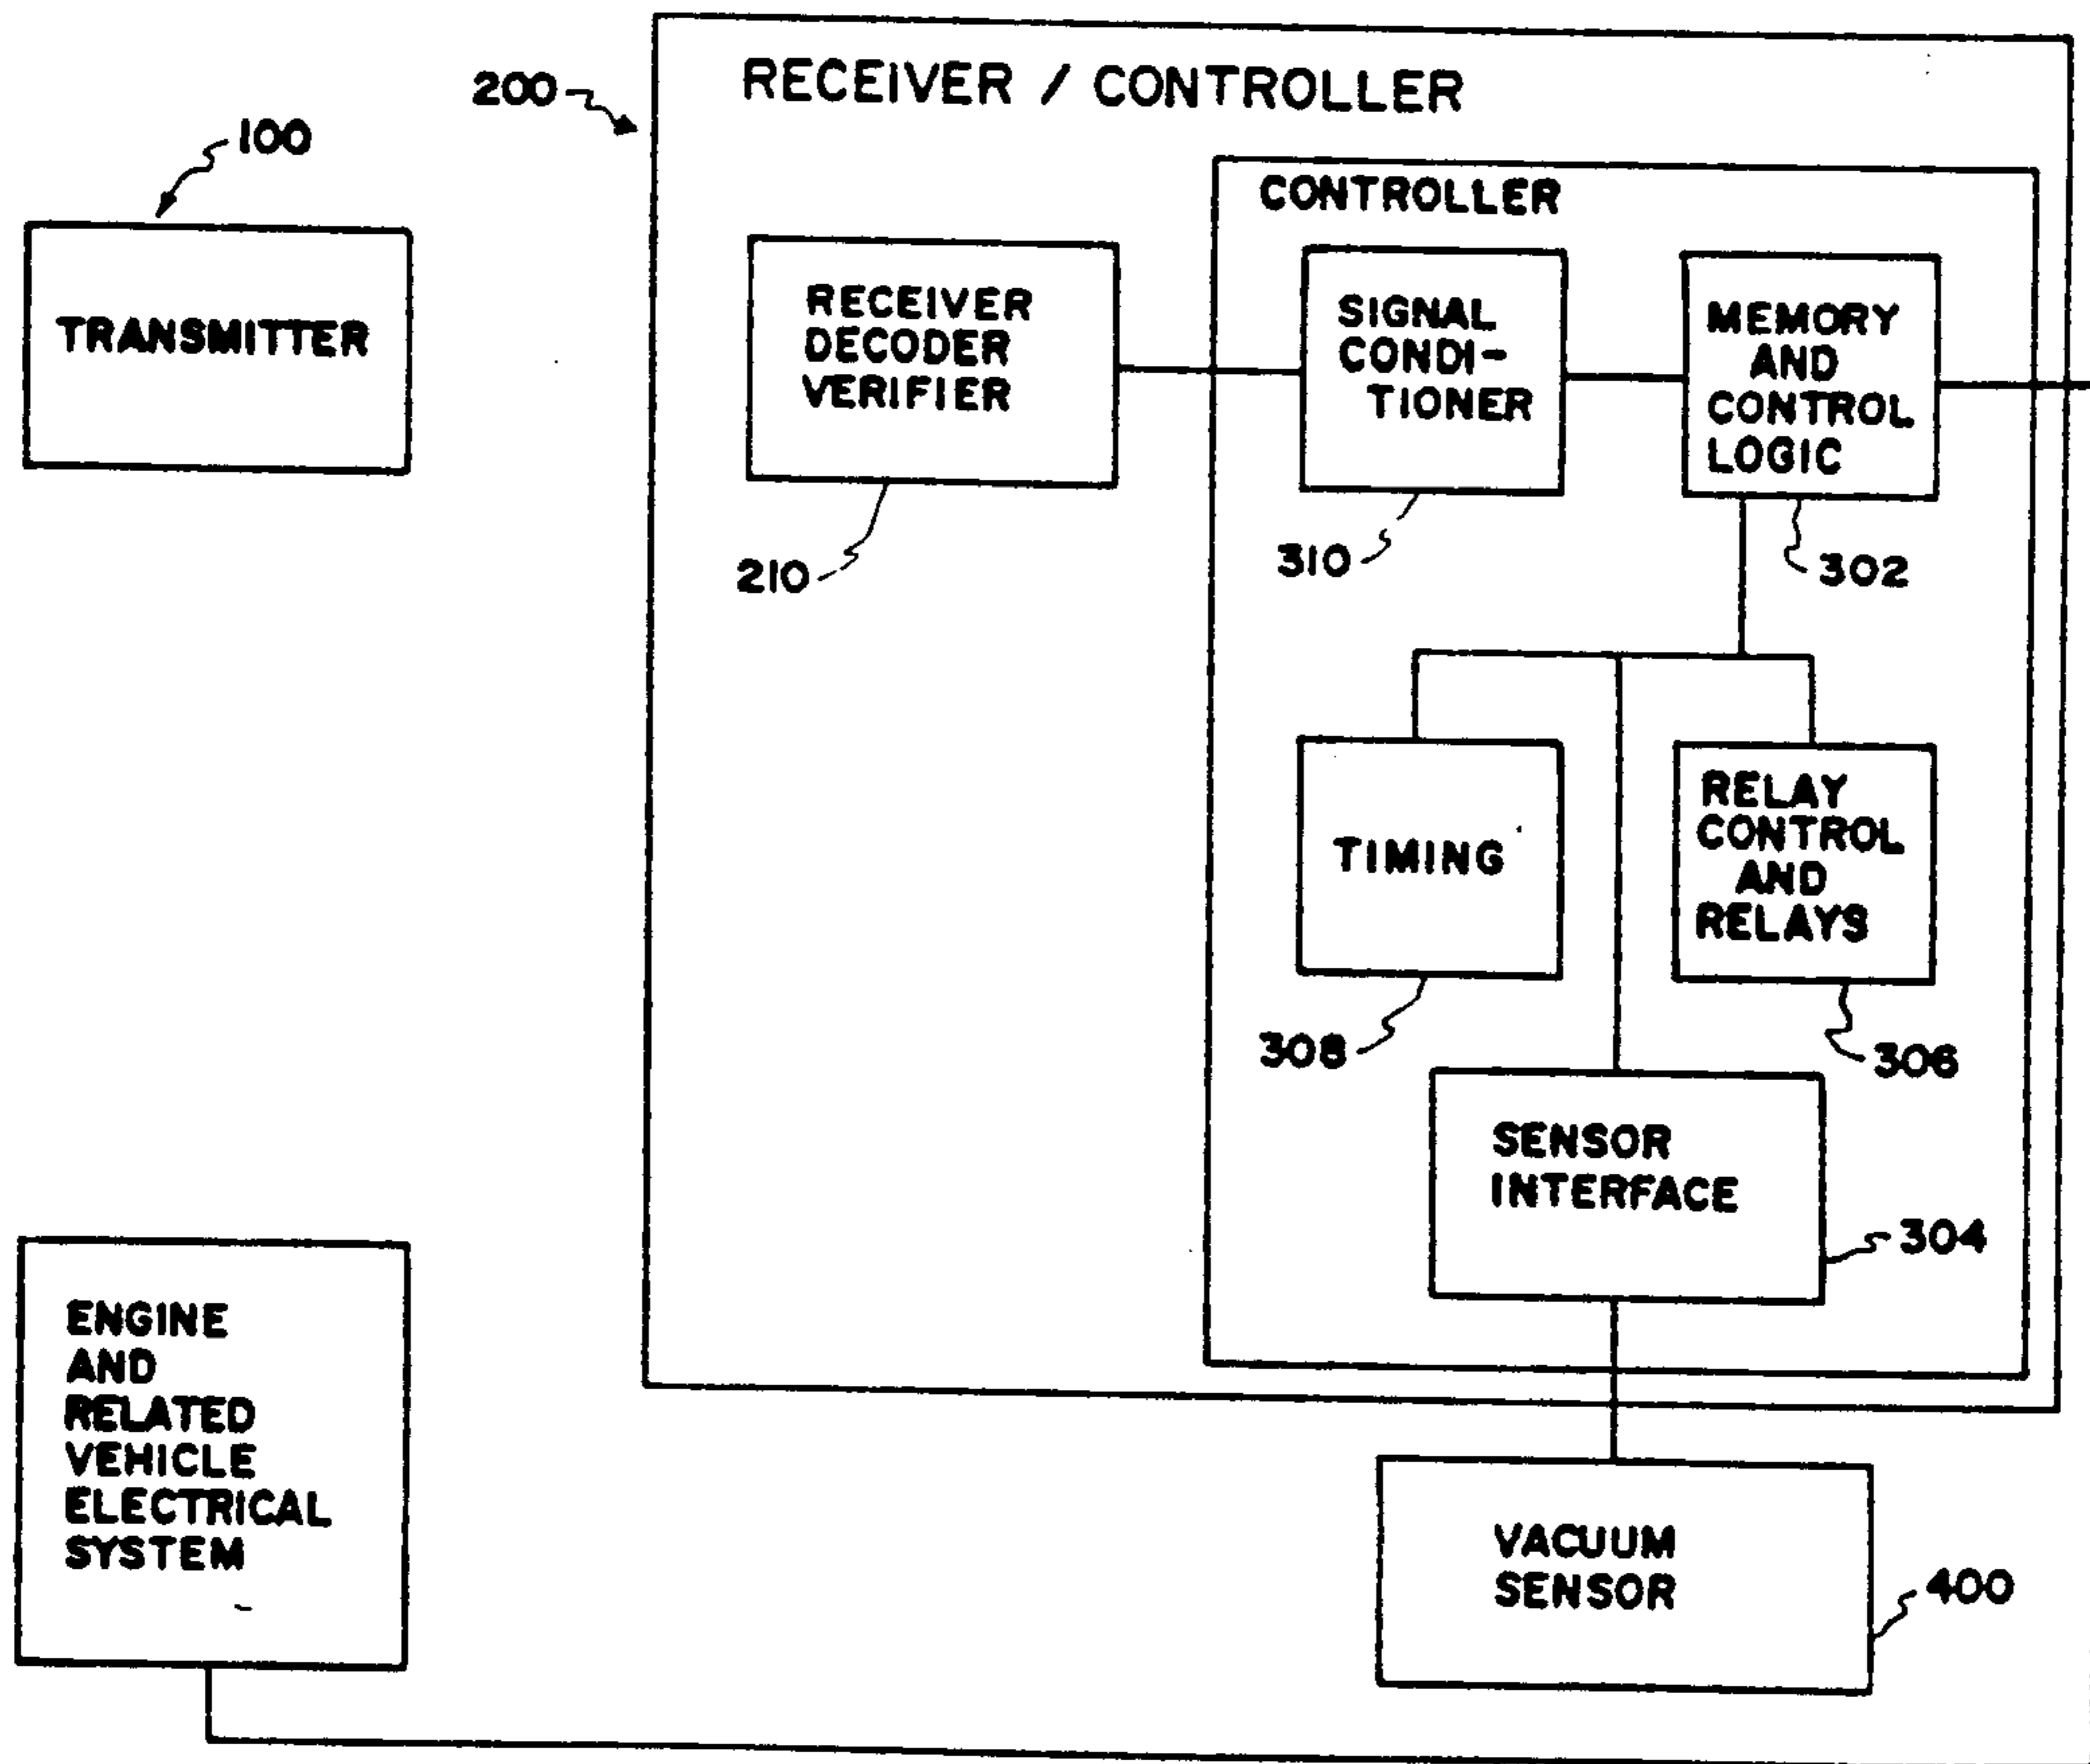 RECEIVER / CONTROLLER
200
100
CONTROLLER
TRANSMITTER
RECEIVER
DECODER
VERIFIER
SIGNAL
CONDI-
TIONER
MEMORY
AND
CONTROL
LOGIC
210
310
302
TIMING
RELAY
CONTROL
AND
RELAYS
308
306
SENSOR
INTERFACE
304
ENGINE
AND
RELATED
VEHICLE
ELECTRICAL
SYSTEM
VACUUM
SENSOR
400